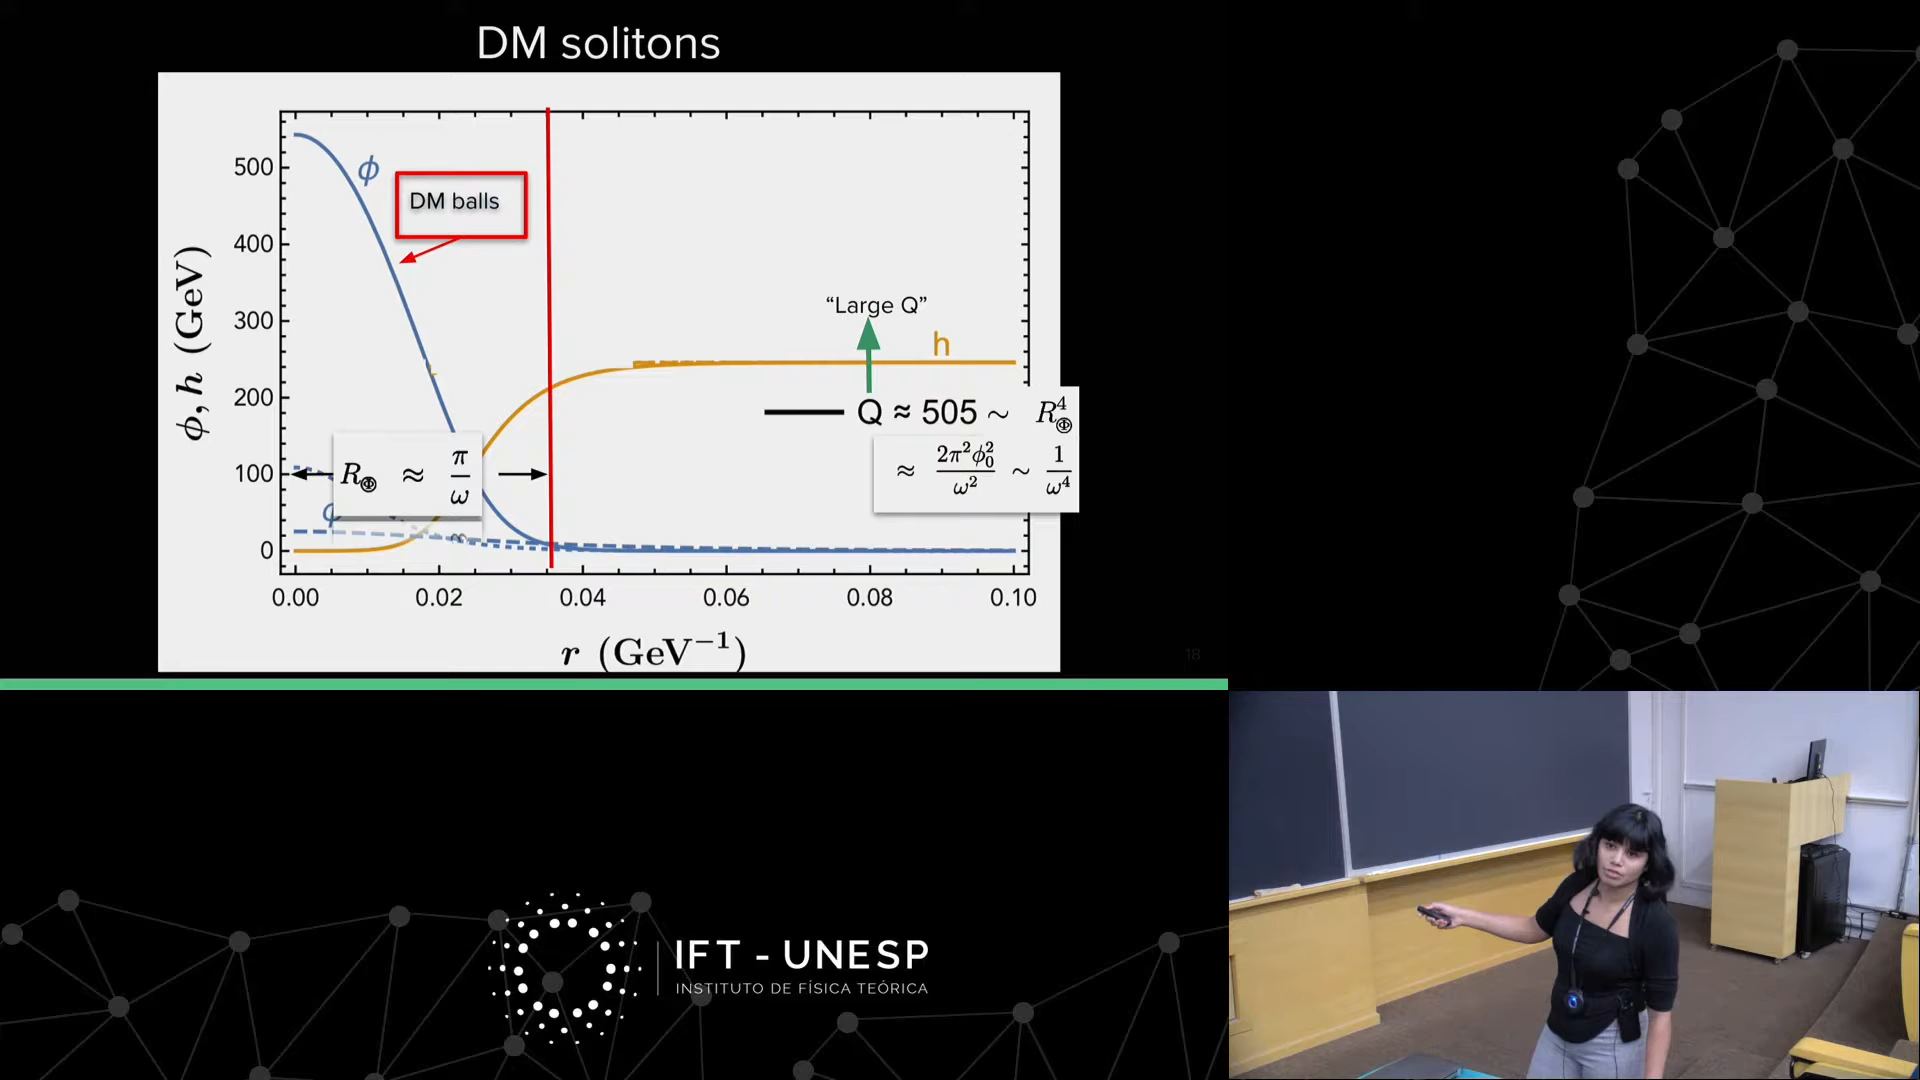 DM solitons
ϕ
DM balls
500
400
300
200
100
0
ϕ, h (GeV)
"Large Q"
h
Q ≈ 505 ~ R⁴_Φ
≈ 2π²ϕ₀²/ω² ~ 1/ω⁴
R_Φ ≈ π/ω
0.00 0.02 0.04 0.06 0.08 0.10
r (GeV⁻¹)
18
IFT - UNESP
INSTITUTO DE FÍSICA TEÓRICA